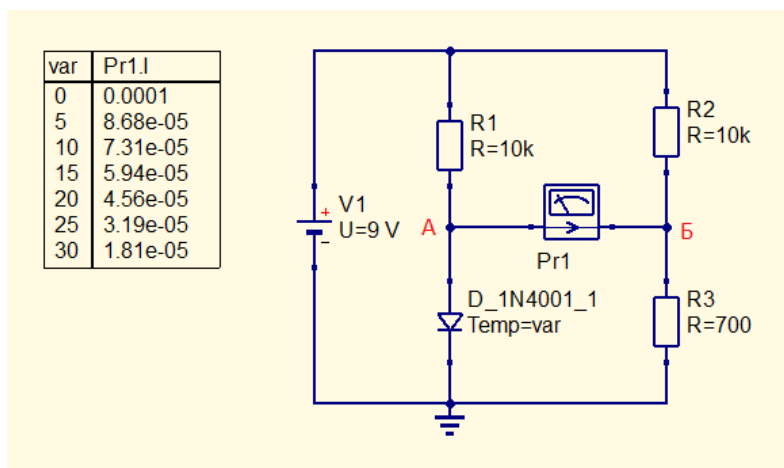 var Pr1.I
0 0.0001
5 8.68e-05
10 7.31e-05
15 5.94e-05
20 4.56e-05
25 3.19e-05
30 1.81e-05
R1
R=10k
R2
R=10k
V1
U=9 V
+
–
А
Б
Pr1
D_1N4001_1
Temp=var
R3
R=700